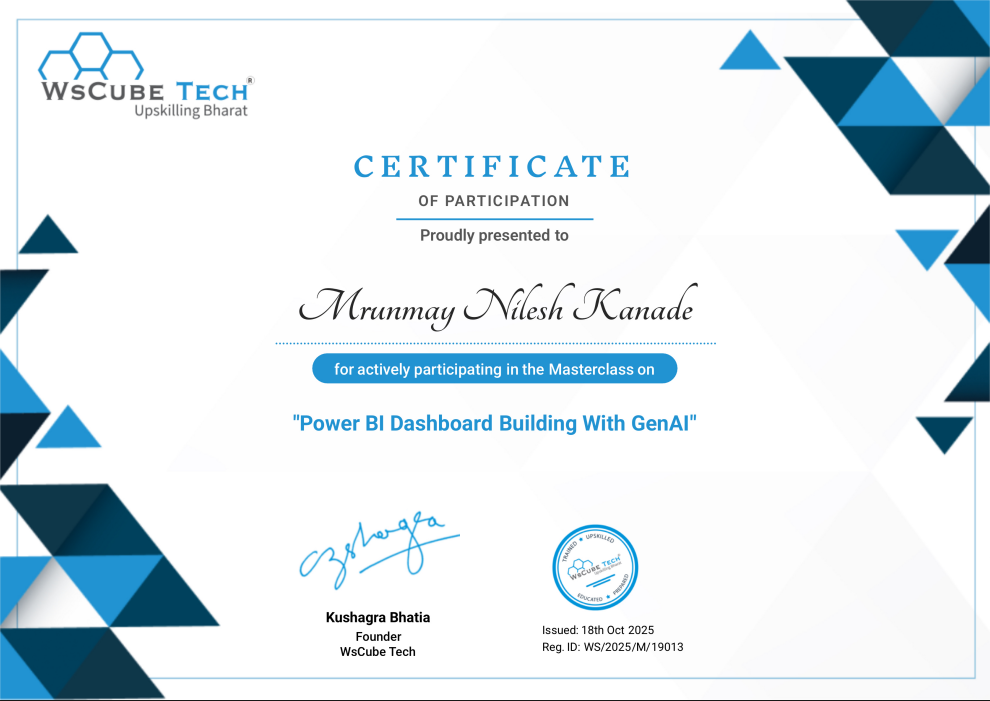 WsCube Tech®
Upskilling Bharat
CERTIFICATE
OF PARTICIPATION
Proudly presented to
Mrunmay Nilesh Kanade
for actively participating in the Masterclass on
"Power BI Dashboard Building With GenAI"
Kushagra Bhatia
Founder
WsCube Tech
TRAINED ★ UPSKILLED
WsCube Tech®
Upskilling Bharat
EDUCATED ★ PREPARED
Issued: 18th Oct 2025
Reg. ID: WS/2025/M/19013